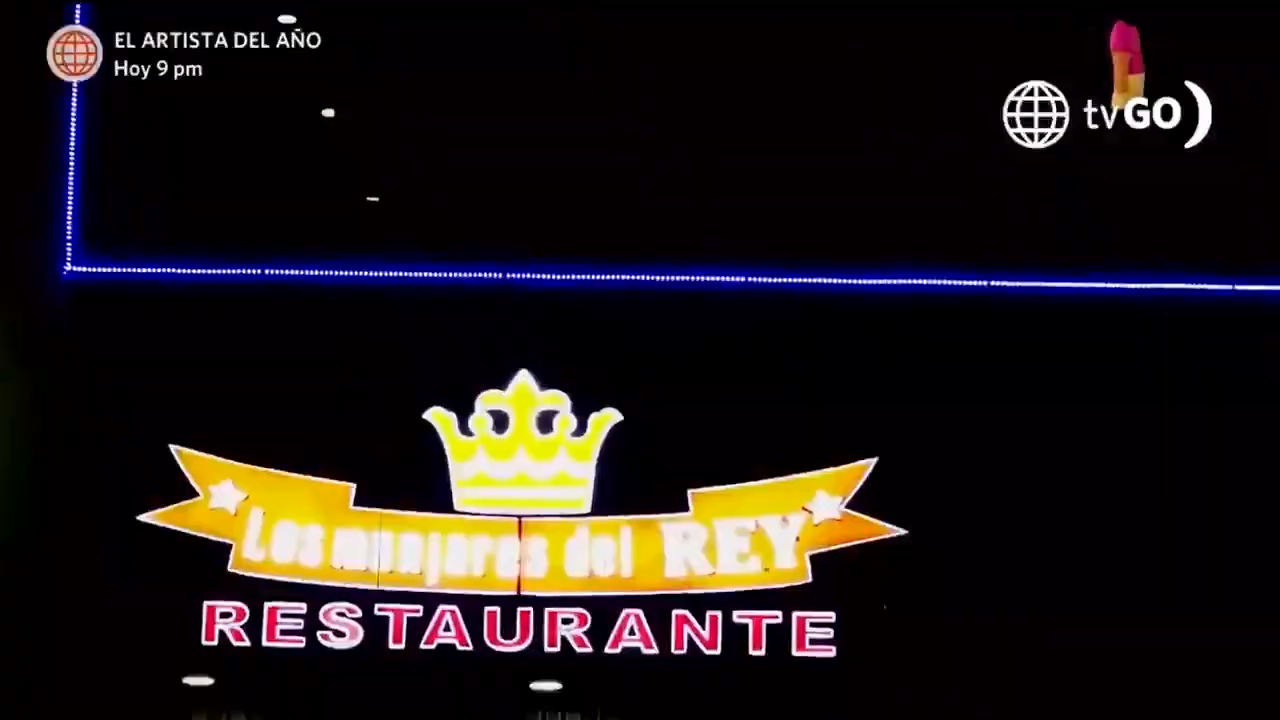 EL ARTISTA DEL AÑO
Hoy 9 pm
tvGO
Los manjares del REY
RESTAURANTE